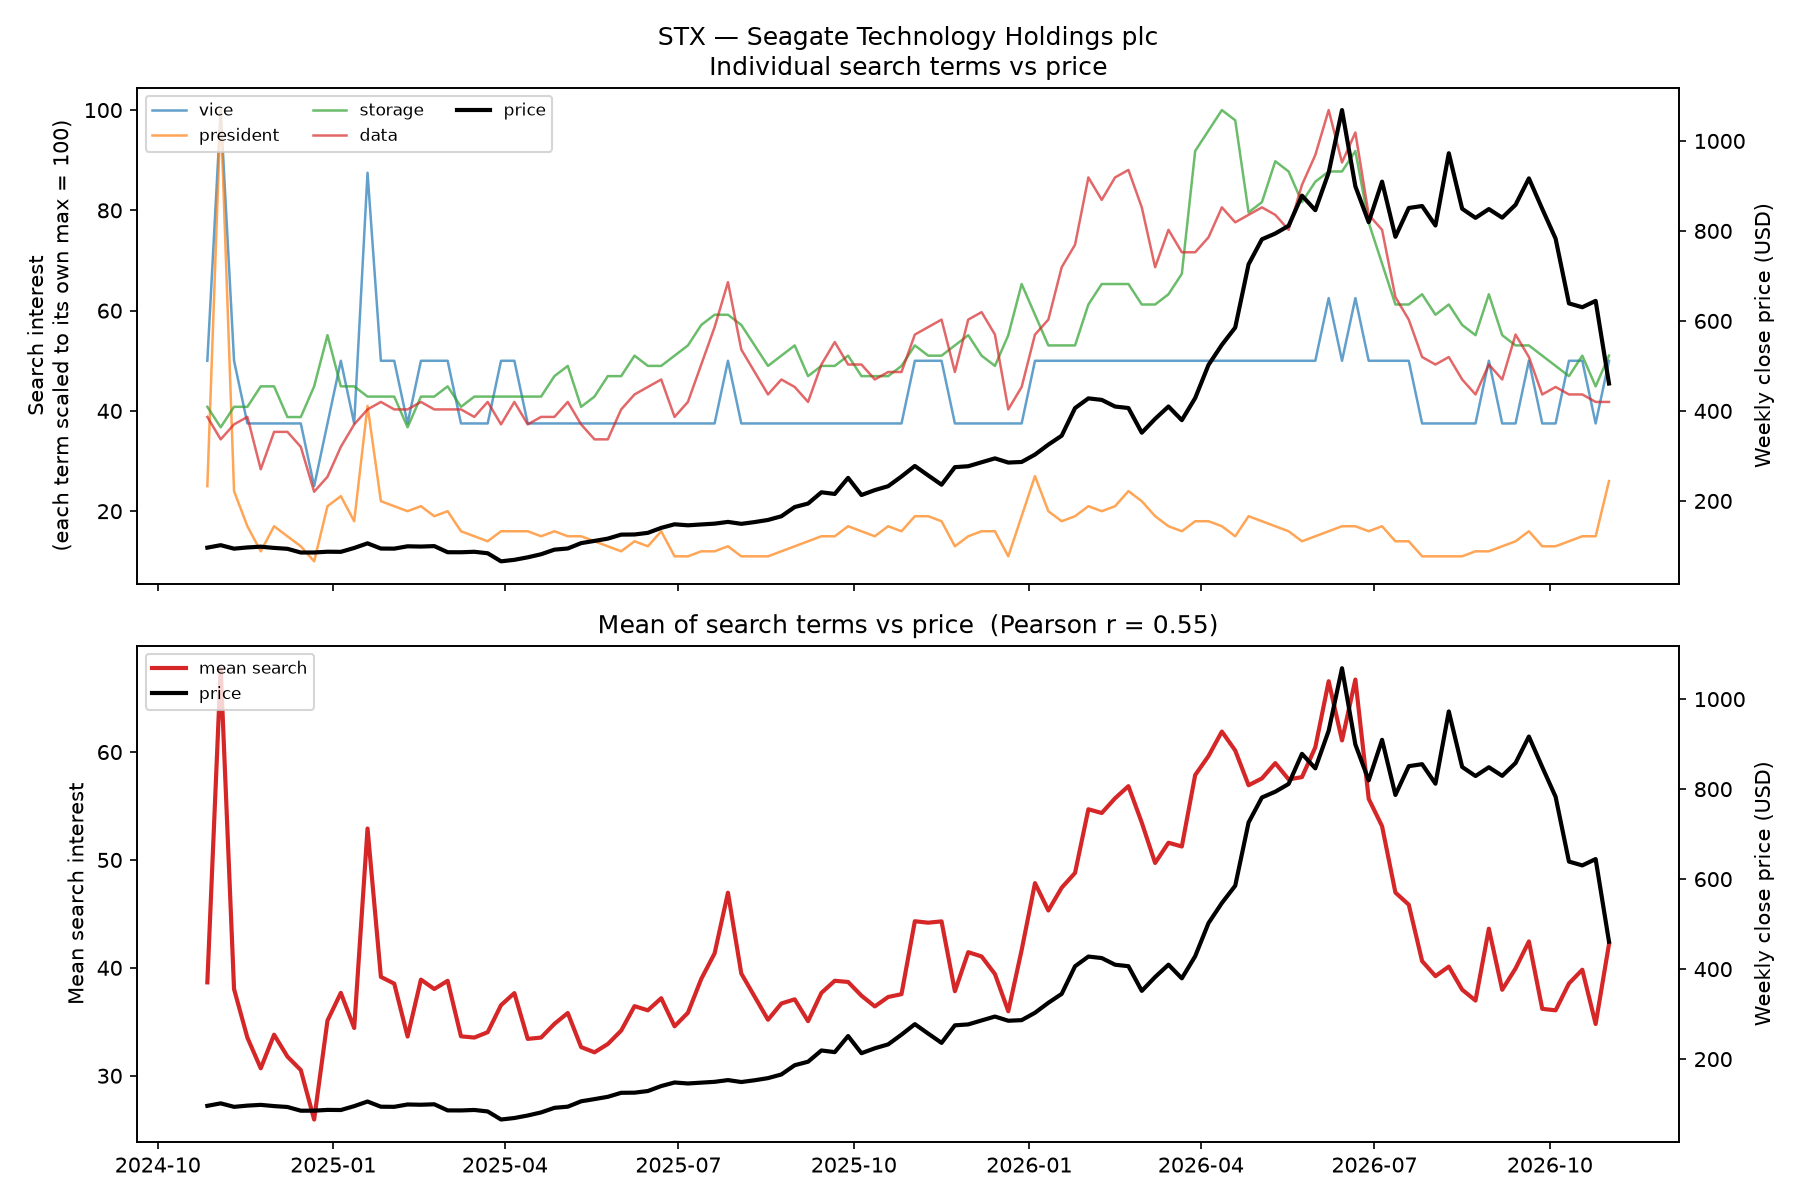 STX — Seagate Technology Holdings plc
Individual search terms vs price
vice
president
storage
data
price
Search interest
(each term scaled to its own max = 100)
100
80
60
40
20
1000
800
600
400
200
Weekly close price (USD)
Mean of search terms vs price (Pearson r = 0.55)
mean search
price
Mean search interest
60
50
40
30
1000
800
600
400
200
Weekly close price (USD)
2024-10 2025-01 2025-04 2025-07 2025-10 2026-01 2026-04 2026-07 2026-10